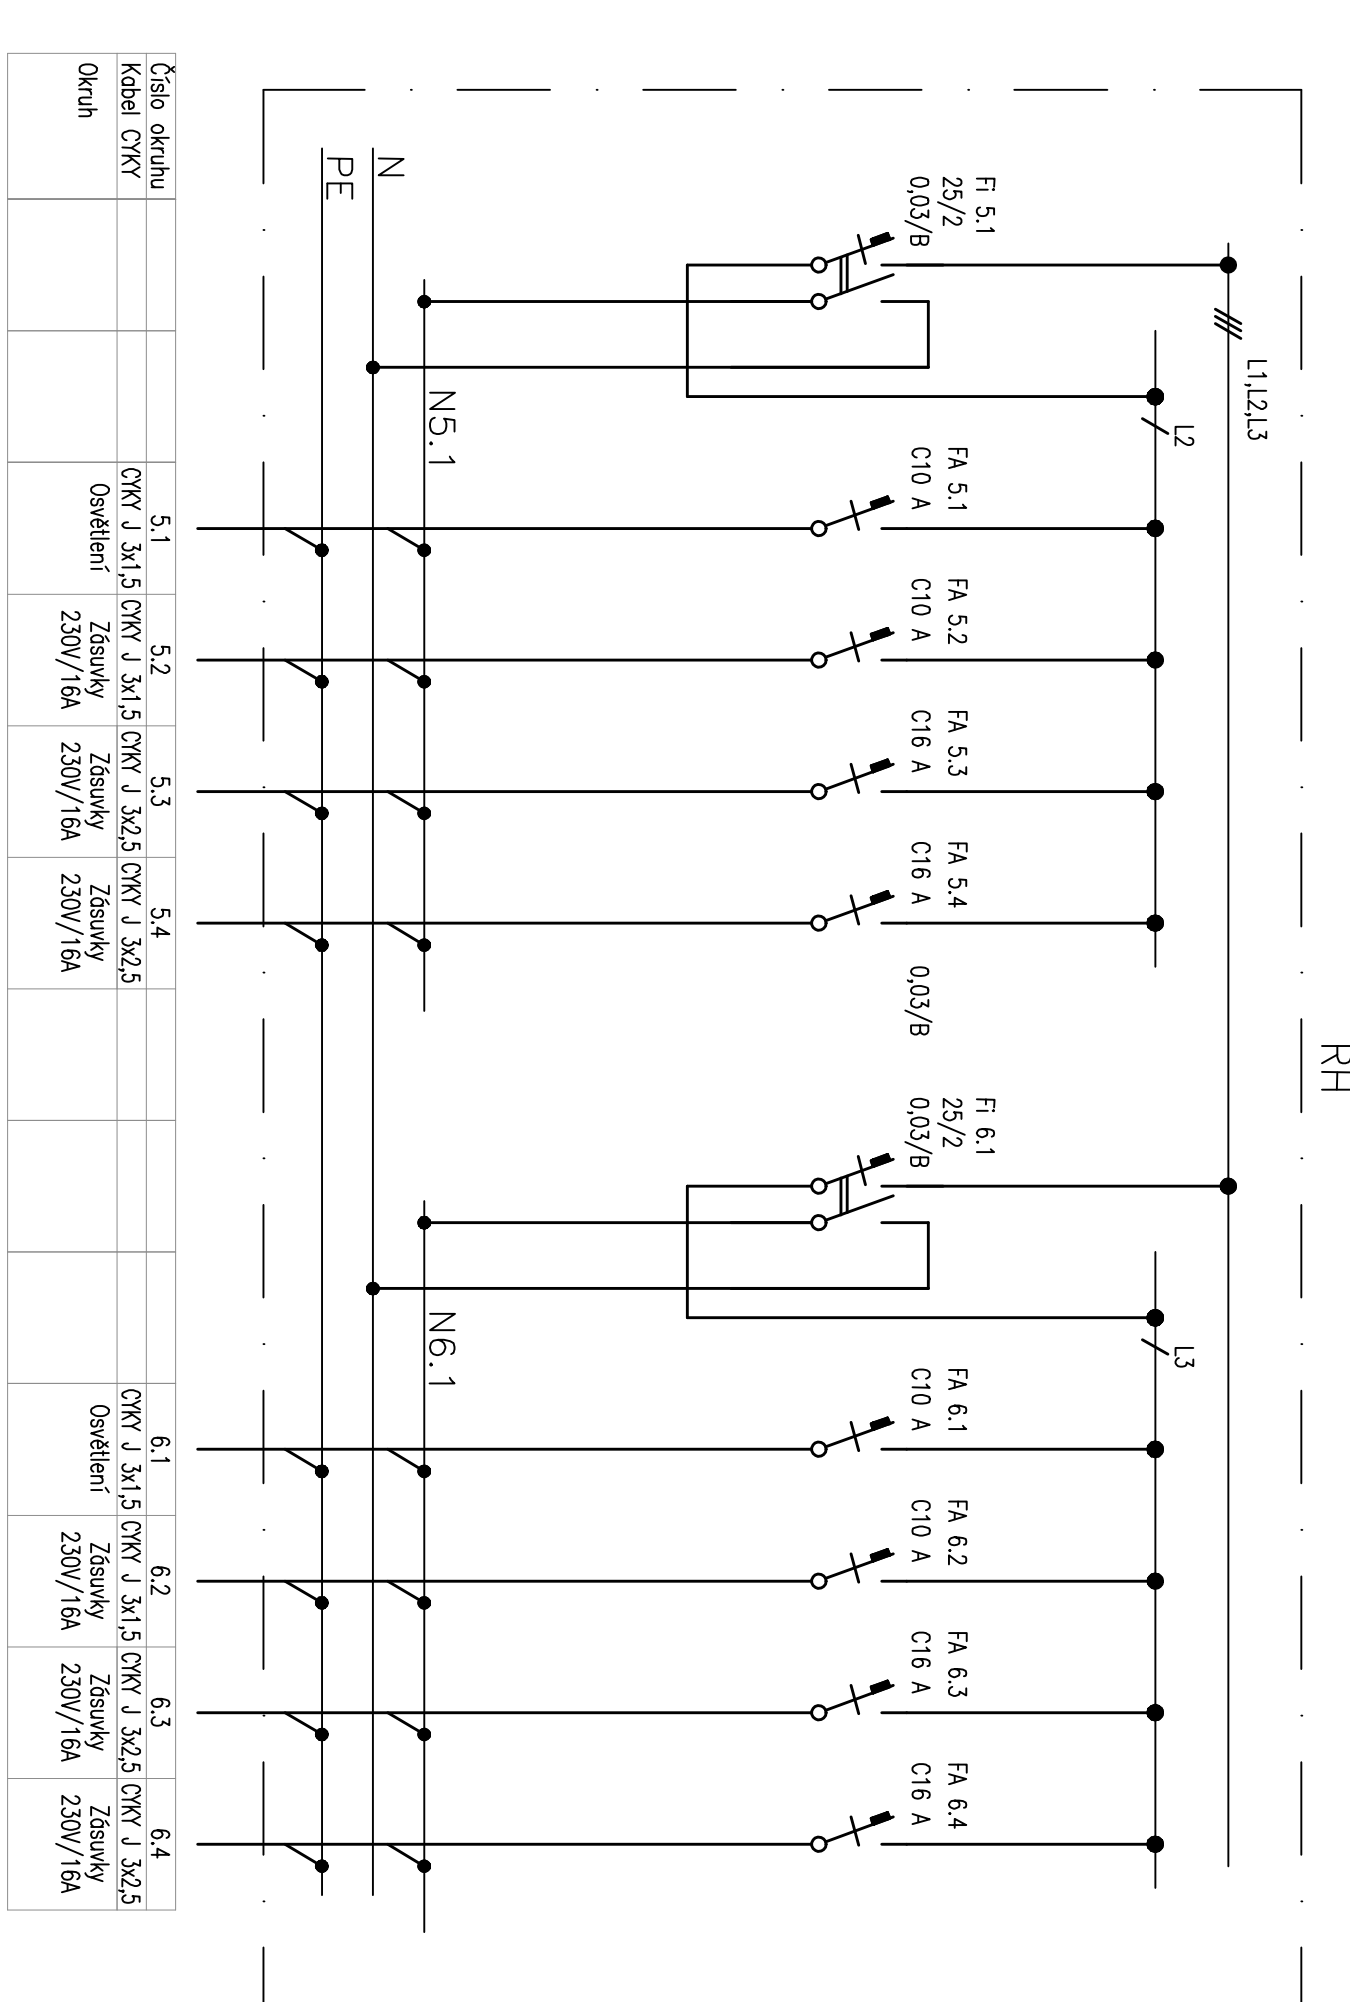 RH
L1,L2,L3
L2
L3
Fi 5.1
25/2
0,03/B
FA 5.1
C10 A
FA 5.2
C10 A
FA 5.3
C16 A
FA 5.4
C16 A
0,03/B
Fi 6.1
25/2
0,03/B
FA 6.1
C10 A
FA 6.2
C10 A
FA 6.3
C16 A
FA 6.4
C16 A
N5.1
N6.1
N
PE
Číslo okruhu
5.1
5.2
5.3
5.4
6.1
6.2
6.3
6.4
Kabel CYKY
CYKY J 3x1,5
CYKY J 3x1,5
CYKY J 3x2,5
CYKY J 3x2,5
CYKY J 3x1,5
CYKY J 3x1,5
CYKY J 3x2,5
CYKY J 3x2,5
Okruh
Osvětlení
Zásuvky
230V/16A
Zásuvky
230V/16A
Zásuvky
230V/16A
Osvětlení
Zásuvky
230V/16A
Zásuvky
230V/16A
Zásuvky
230V/16A